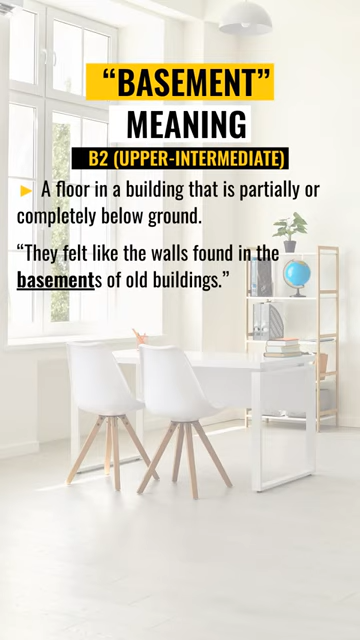 “BASEMENT”
MEANING
B2 (UPPER-INTERMEDIATE)
► A floor in a building that is partially or
completely below ground.
“They felt like the walls found in the
basements of old buildings.”